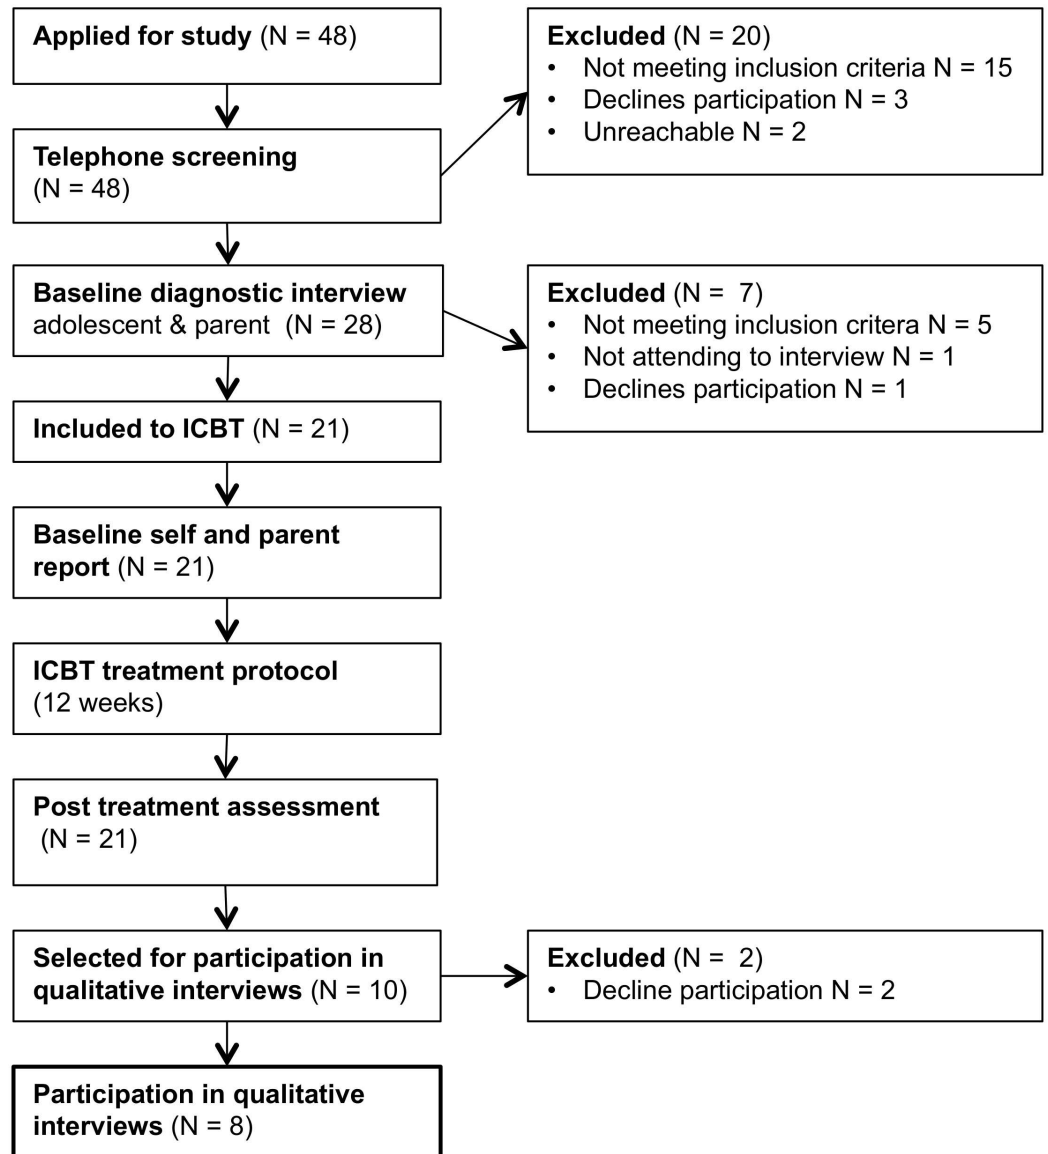 Applied for study (N = 48)
Excluded (N = 20)
• Not meeting inclusion criteria N = 15
• Declines participation N = 3
• Unreachable N = 2
Telephone screening
(N = 48)
Baseline diagnostic interview
adolescent & parent (N = 28)
Excluded (N = 7)
• Not meeting inclusion critera N = 5
• Not attending to interview N = 1
• Declines participation N = 1
Included to ICBT (N = 21)
Baseline self and parent
report (N = 21)
ICBT treatment protocol
(12 weeks)
Post treatment assessment
(N = 21)
Selected for participation in
qualitative interviews (N = 10)
Excluded (N = 2)
• Decline participation N = 2
Participation in qualitative
interviews (N = 8)